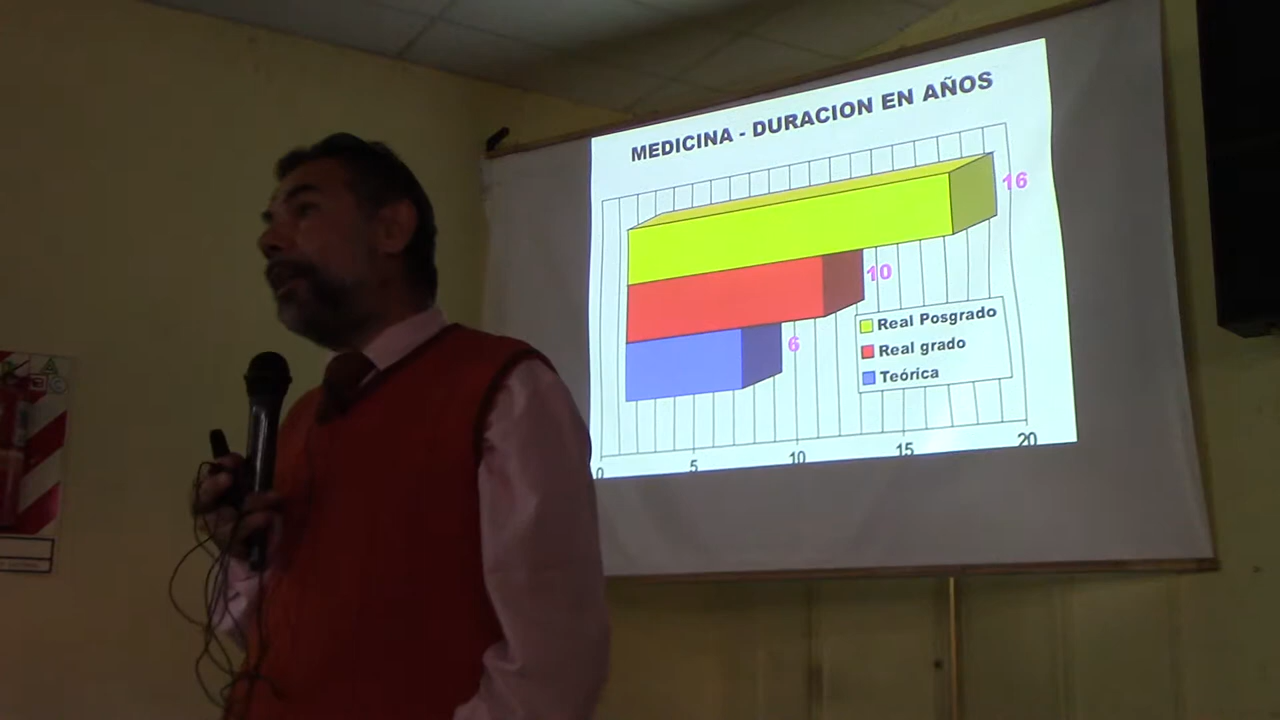 MEDICINA - DURACION EN AÑOS
16
10
6
Real Posgrado
Real grado
Teórica
0 5 10 15 20